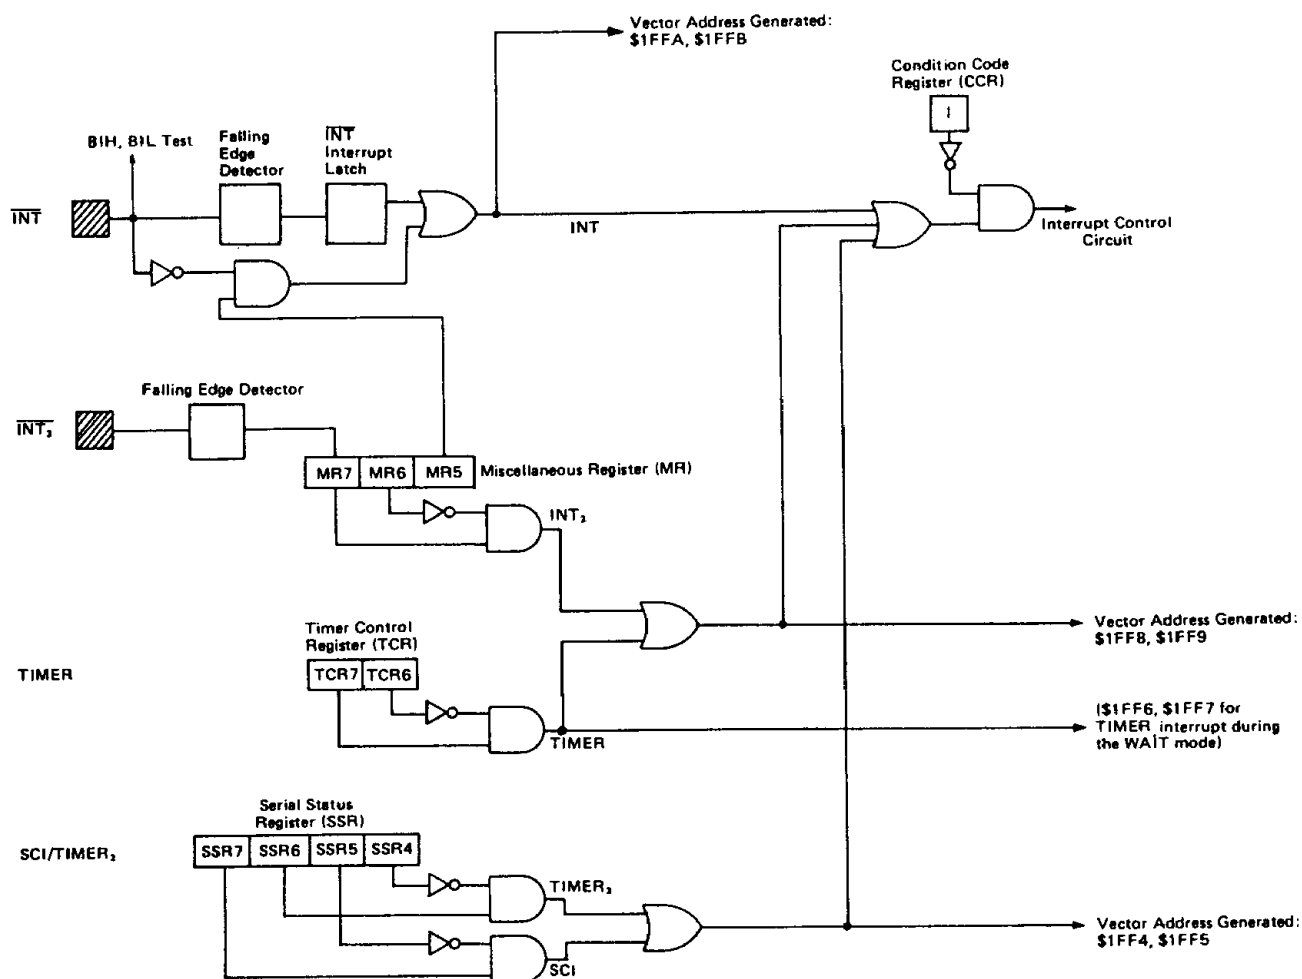 Vector Address Generated:
$1FFA, $1FFB
Condition Code
Register (CCR)
I
BIH, BIL Test
Falling
Edge
Detector
INT
Interrupt
Latch
INT
INT
Interrupt Control
Circuit
Falling Edge Detector
INT₂
MR7 MR6 MR5 Miscellaneous Register (MR)
INT₂
Timer Control
Register (TCR)
Vector Address Generated:
$1FF8, $1FF9
TIMER
TCR7 TCR6
($1FF6, $1FF7 for
TIMER interrupt during
the WAIT mode)
TIMER
Serial Status
Register (SSR)
SCI/TIMER₂
SSR7 SSR6 SSR5 SSR4
TIMER₂
Vector Address Generated:
$1FF4, $1FF5
SCI